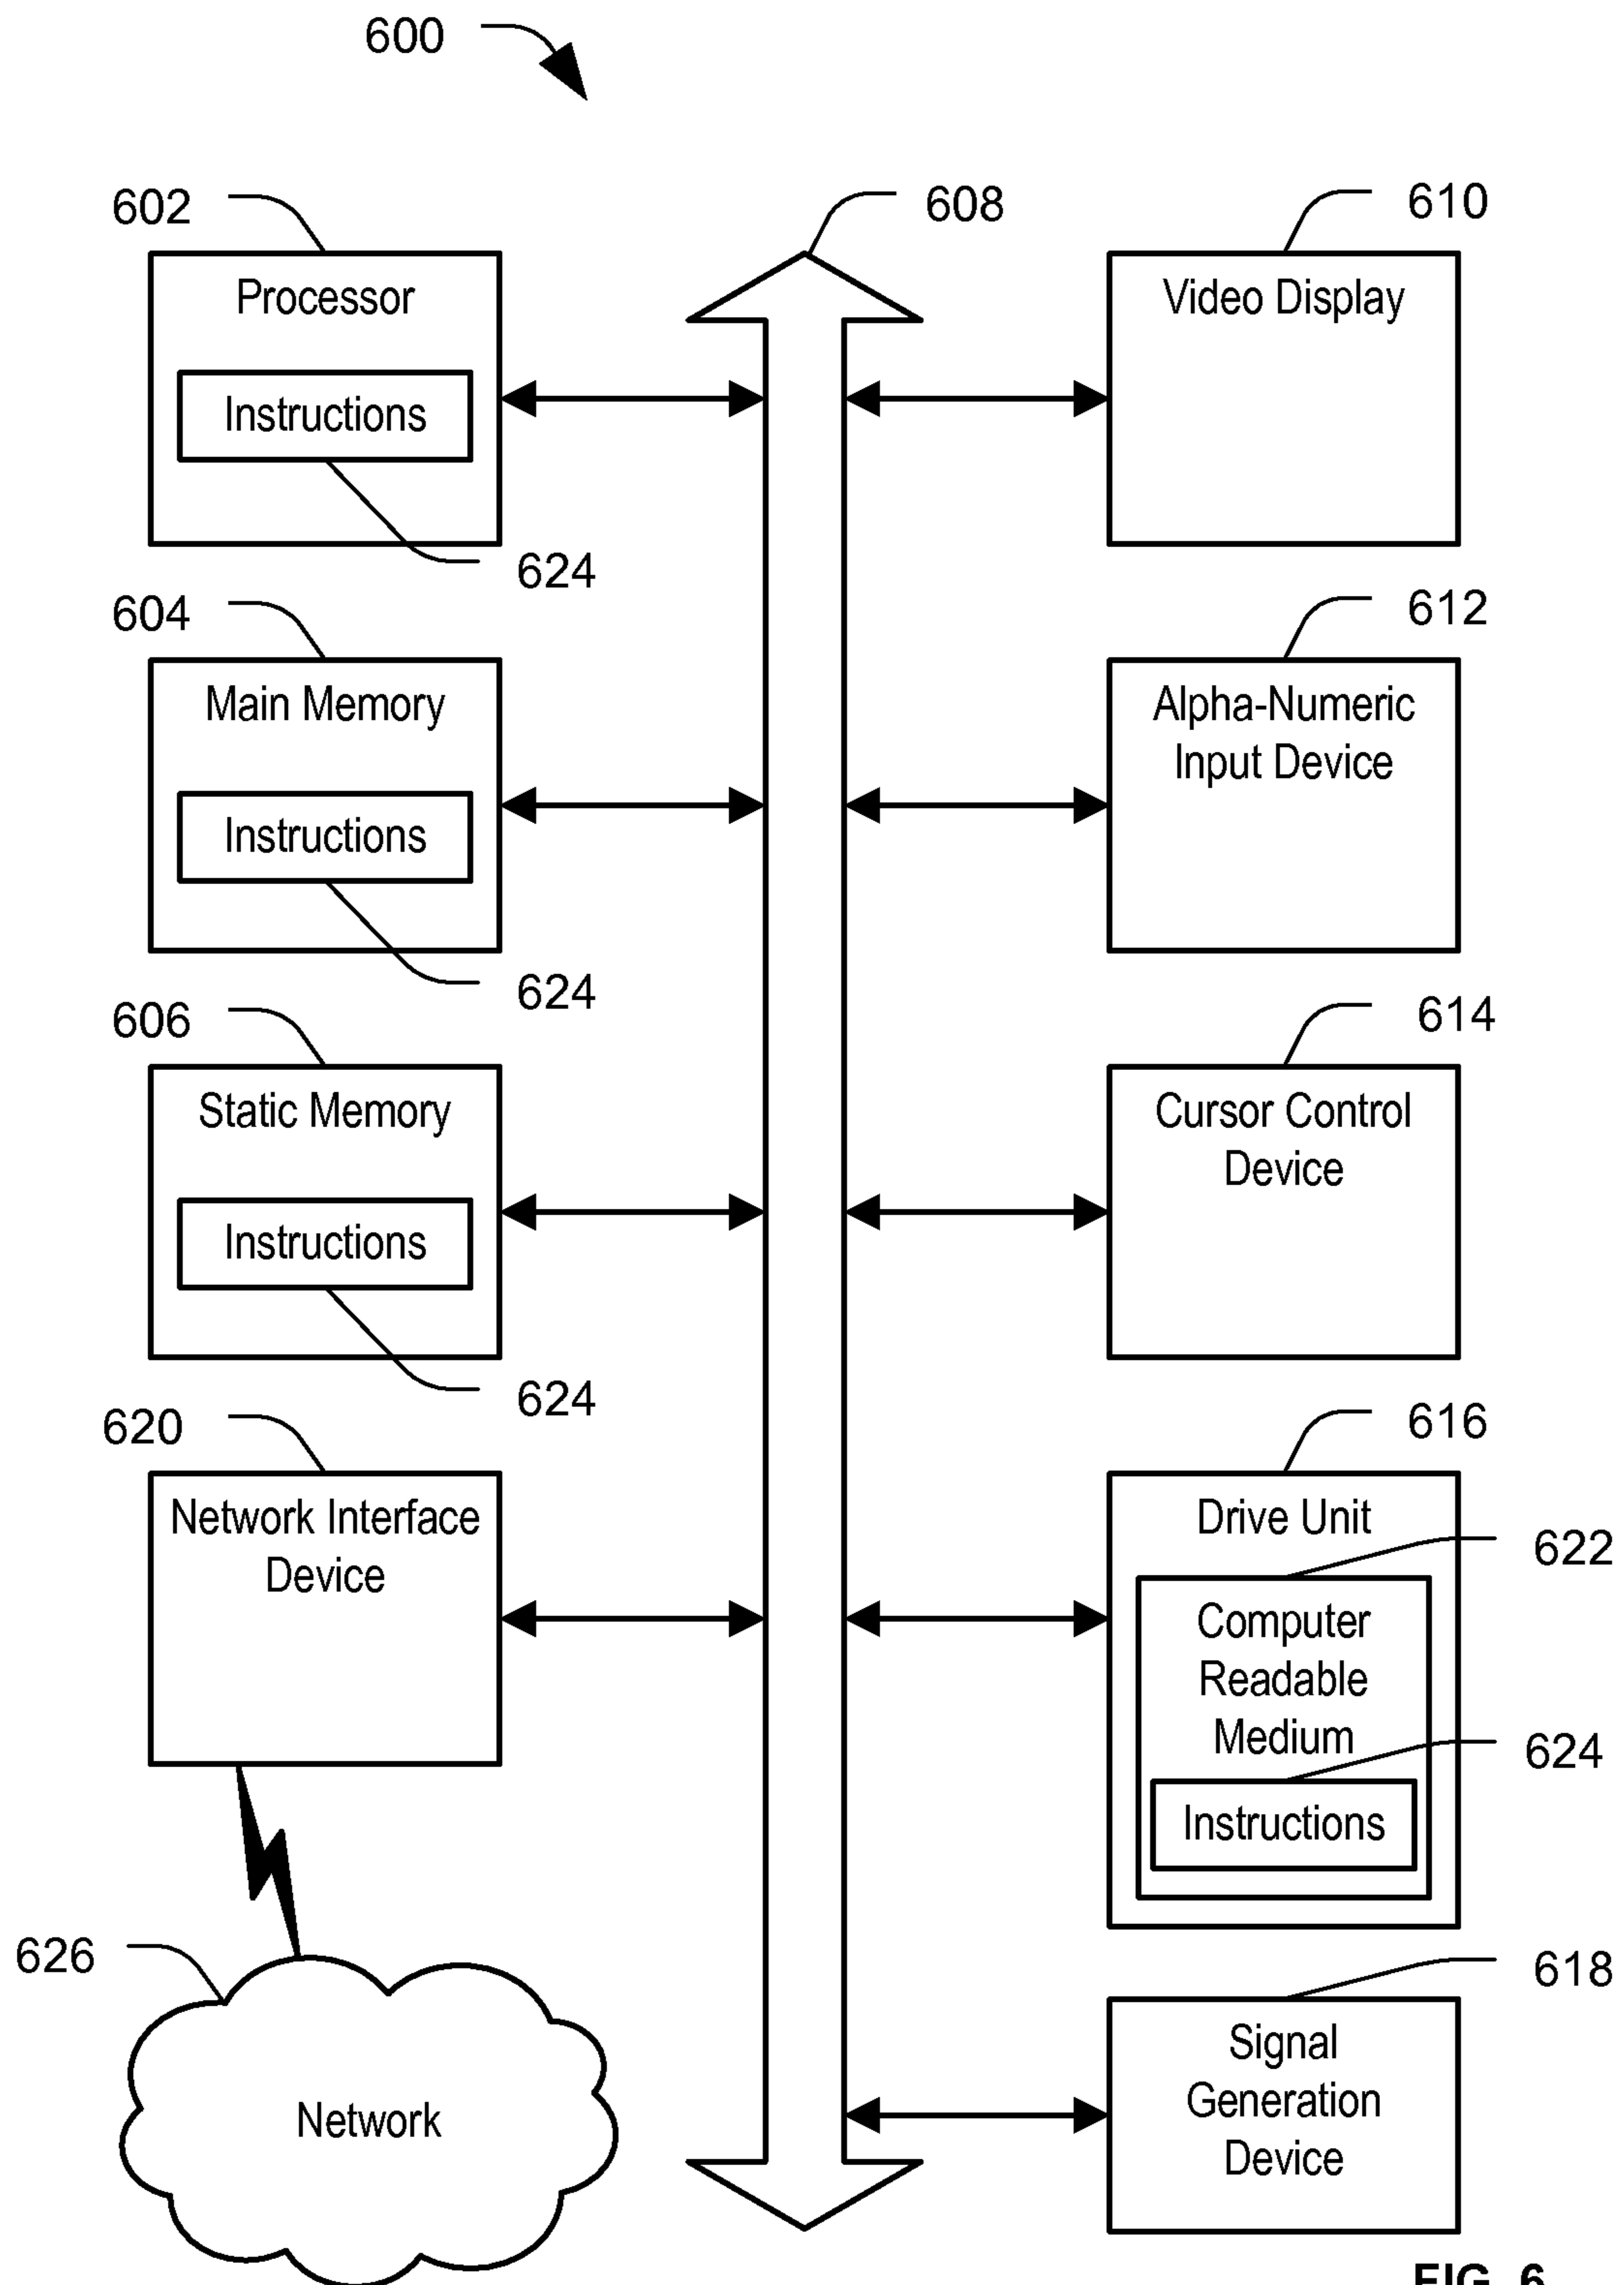 600
602
608
610
Processor
Instructions
624
Video Display
604
612
Main Memory
Instructions
624
Alpha-Numeric
Input Device
606
614
Static Memory
Instructions
624
Cursor Control
Device
620
616
Network Interface
Device
Drive Unit
622
Computer
Readable
Medium
624
Instructions
626
Network
618
Signal
Generation
Device
FIG. 6